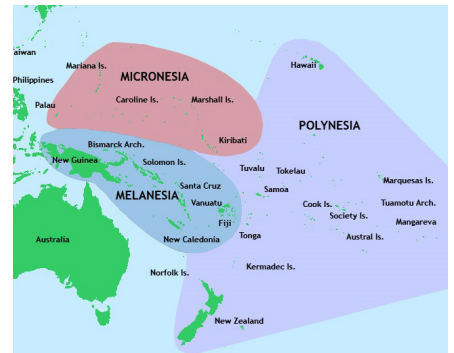 aiwan
Mariana Is.
Hawaii
MICRONESIA
Philippines
Palau
Caroline Is.
Marshall Is.
POLYNESIA
Kiribati
Bismarck Arch.
New Guinea
Solomon Is.
Tuvalu
Tokelau
Santa Cruz
Samoa
Marquesas Is.
MELANESIA
Vanuatu
Cook Is.
Tuamotu Arch.
Society Is.
Fiji
Mangareva
Australia
New Caledonia
Tonga
Austral Is.
Norfolk Is.
Kermadec Is.
New Zealand